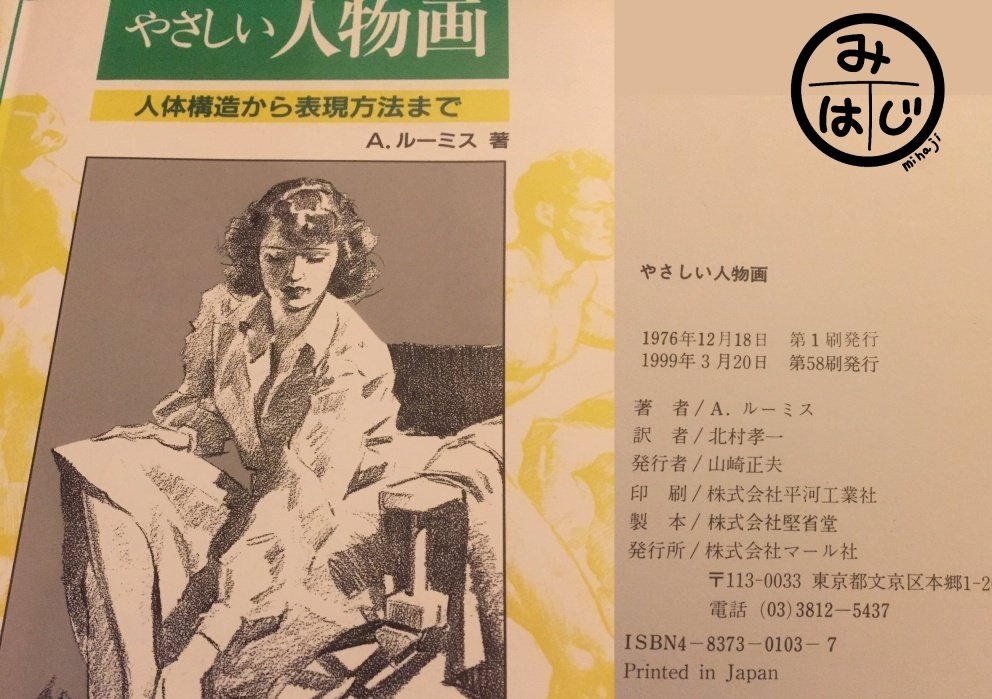 やさしい人物画
人体構造から表現方法まで
A.ルーミス 著
み
はじ
mihaji
やさしい人物画
1976年12月18日 第1刷発行
1999年3月20日 第58刷発行
著 者/A. ルーミス
訳 者/北村孝一
発行者/山崎正夫
印 刷/株式会社平河工業社
製 本/株式会社堅省堂
発行所/株式会社マール社
〒113-0033 東京都文京区本郷1-2
電話 (03)3812-5437
ISBN4-8373-0103-7
Printed in Japan